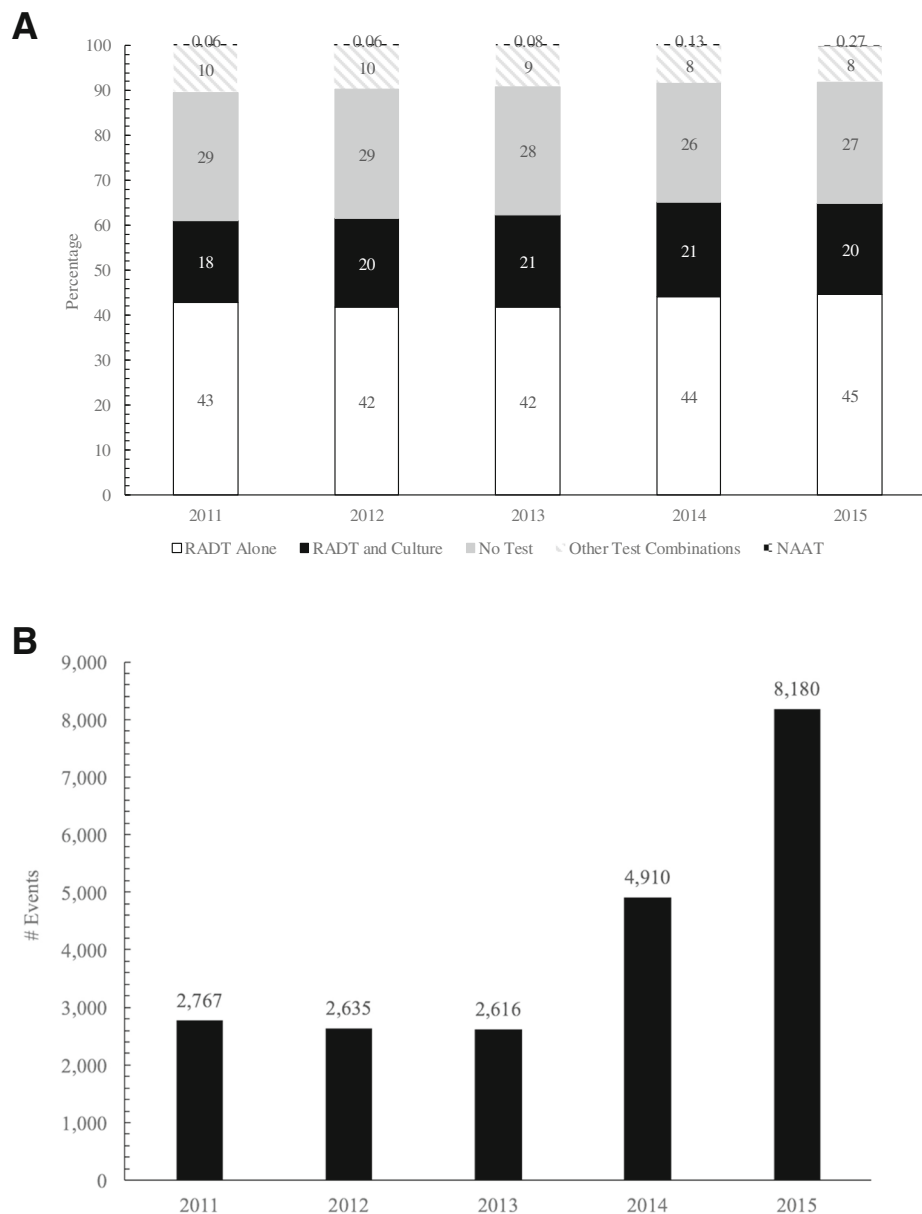 A
100
90
80
70
60
50
40
30
20
10
0
Percentage
0.06 0.06 0.08 0.13 0.27
10 10 9 8 8
29 29 28 26 27
18 20 21 21 20
43 42 42 44 45
2011 2012 2013 2014 2015
RADT Alone RADT and Culture No Test Other Test Combinations NAAT
B
9,000
8,000
7,000
6,000
5,000
4,000
3,000
2,000
1,000
0
# Events
2,767 2,635 2,616 4,910 8,180
2011 2012 2013 2014 2015